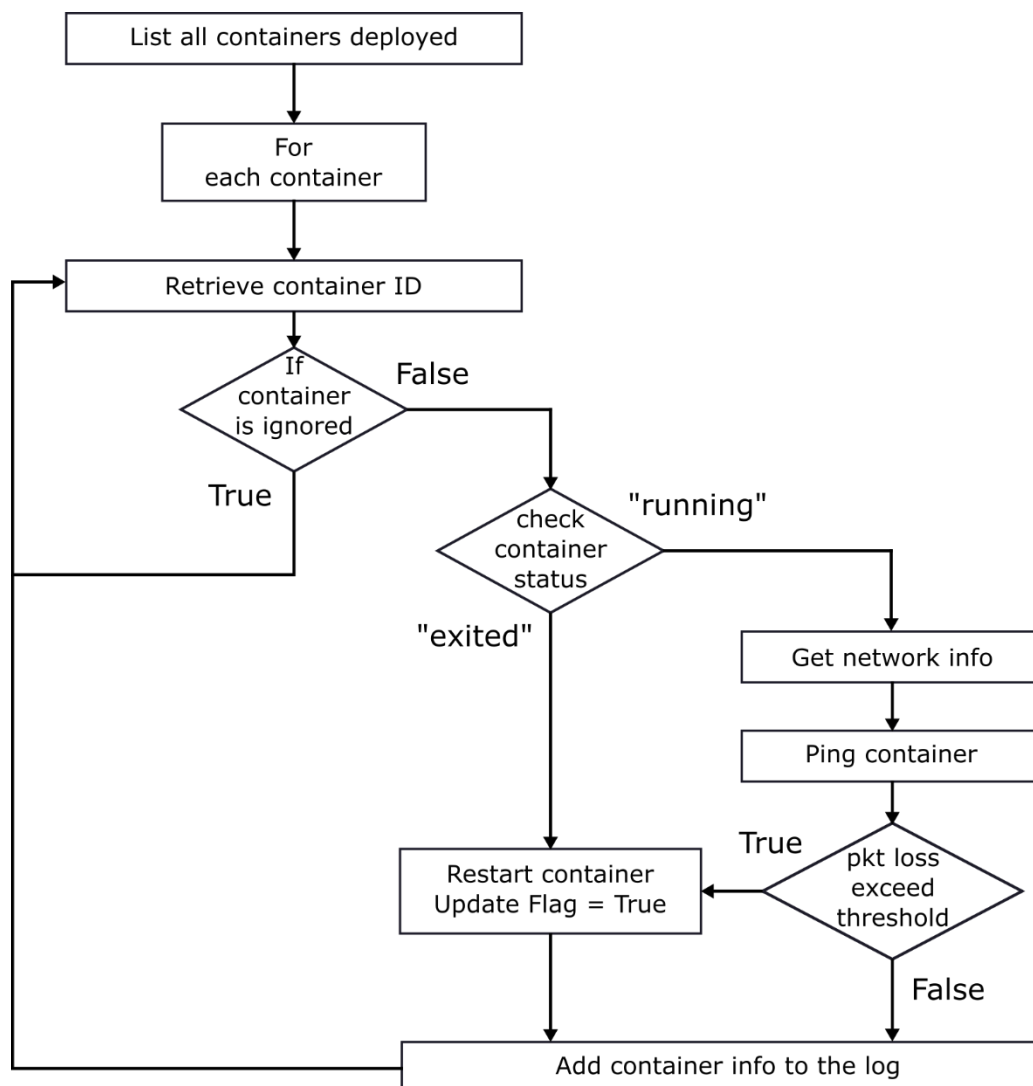 List all containers deployed
For
each container
Retrieve container ID
If
container
is ignored
False
True
check
container
status
"running"
"exited"
Get network info
Ping container
True
pkt loss
exceed
threshold
Restart container
Update Flag = True
False
Add container info to the log